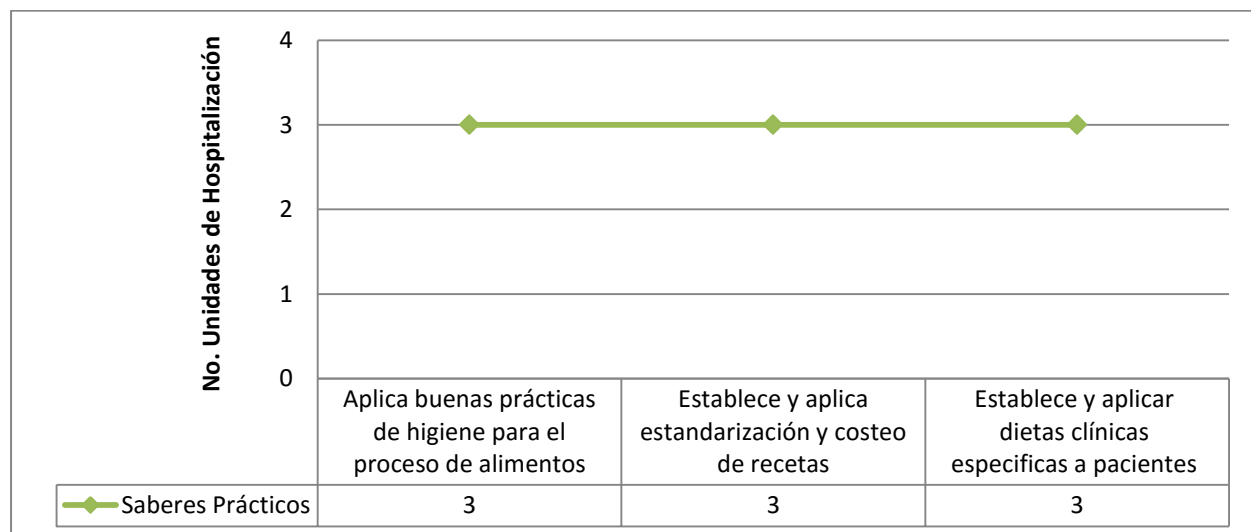 No. Unidades de Hospitalización
4
3
2
1
0
Aplica buenas prácticas
de higiene para el
proceso de alimentos
Establece y aplica
estandarización y costeo
de recetas
Establece y aplicar
dietas clínicas
especificas a pacientes
Saberes Prácticos 3 3 3